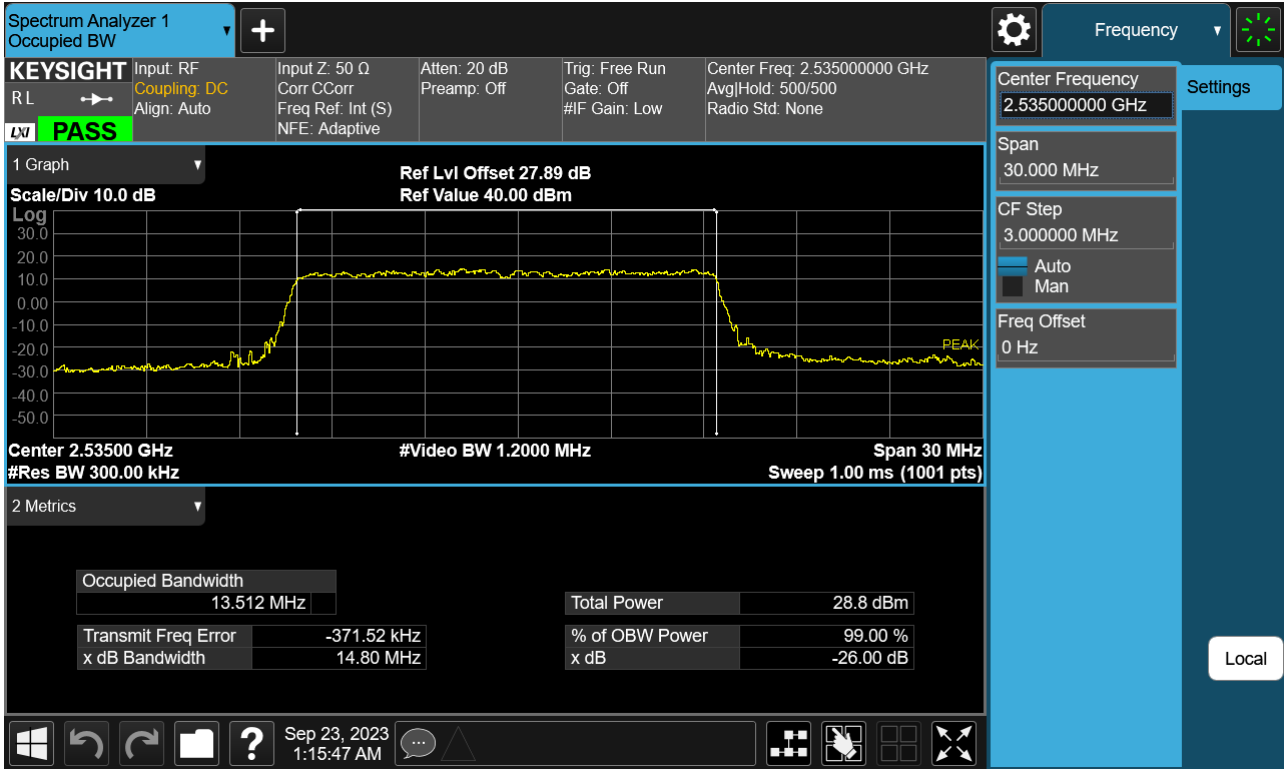 Spectrum Analyzer 1
Occupied BW
Frequency
KEYSIGHT
R L
LXI
PASS
Input: RF
Coupling: DC
Align: Auto
Input Z: 50 Ω
Corr CCorr
Freq Ref: Int (S)
NFE: Adaptive
Atten: 20 dB
Preamp: Off
Trig: Free Run
Gate: Off
#IF Gain: Low
Center Freq: 2.535000000 GHz
Avg|Hold: 500/500
Radio Std: None
Center Frequency
2.535000000 GHz
Settings
Span
30.000 MHz
CF Step
3.000000 MHz
Auto
Man
Freq Offset
0 Hz
Local
1 Graph
Scale/Div 10.0 dB
Ref Lvl Offset 27.89 dB
Ref Value 40.00 dBm
Log
30.0
20.0
10.0
0.00
-10.0
-20.0
-30.0
-40.0
-50.0
PEAK
Center 2.53500 GHz
#Video BW 1.2000 MHz
Span 30 MHz
#Res BW 300.00 kHz
Sweep 1.00 ms (1001 pts)
2 Metrics
Occupied Bandwidth
13.512 MHz
Total Power 28.8 dBm
Transmit Freq Error -371.52 kHz
% of OBW Power 99.00 %
x dB Bandwidth 14.80 MHz
x dB -26.00 dB
?
Sep 23, 2023
1:15:47 AM